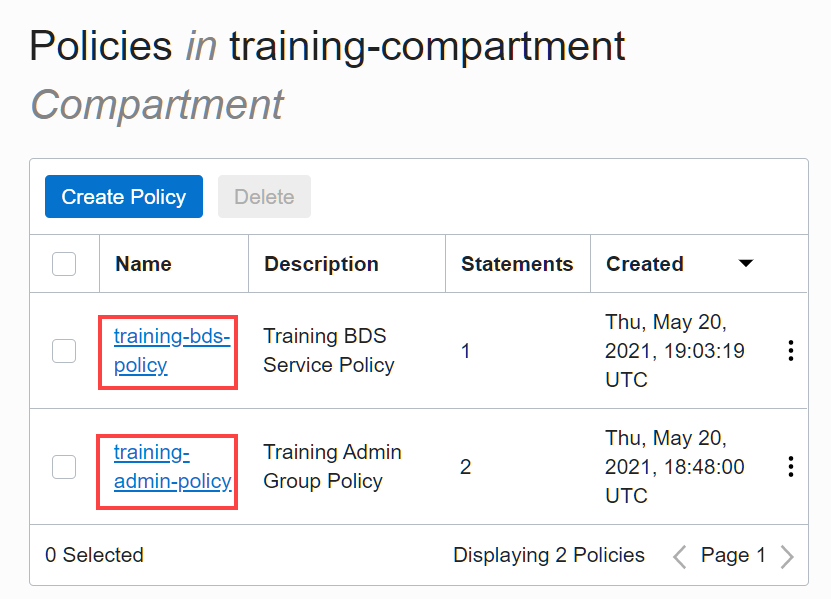 Policies in training-compartment
Compartment
Create Policy Delete
Name Description Statements Created
training-bds-
policy
Training BDS
Service Policy
1
Thu, May 20,
2021, 19:03:19
UTC
training-
admin-policy
Training Admin
Group Policy
2
Thu, May 20,
2021, 18:48:00
UTC
0 Selected Displaying 2 Policies Page 1